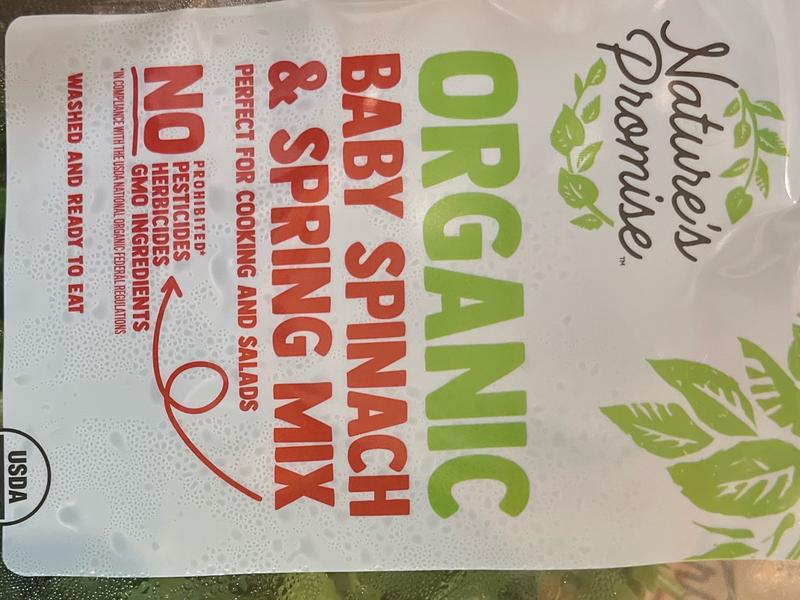 Nature's
Promise™
ORGANIC
BABY SPINACH
& SPRING MIX
PERFECT FOR COOKING AND SALADS
NO PROHIBITED*
PESTICIDES
HERBICIDES
GMO INGREDIENTS
*IN COMPLIANCE WITH THE USDA NATIONAL ORGANIC FEDERAL REGULATIONS
WASHED AND READY TO EAT
USDA